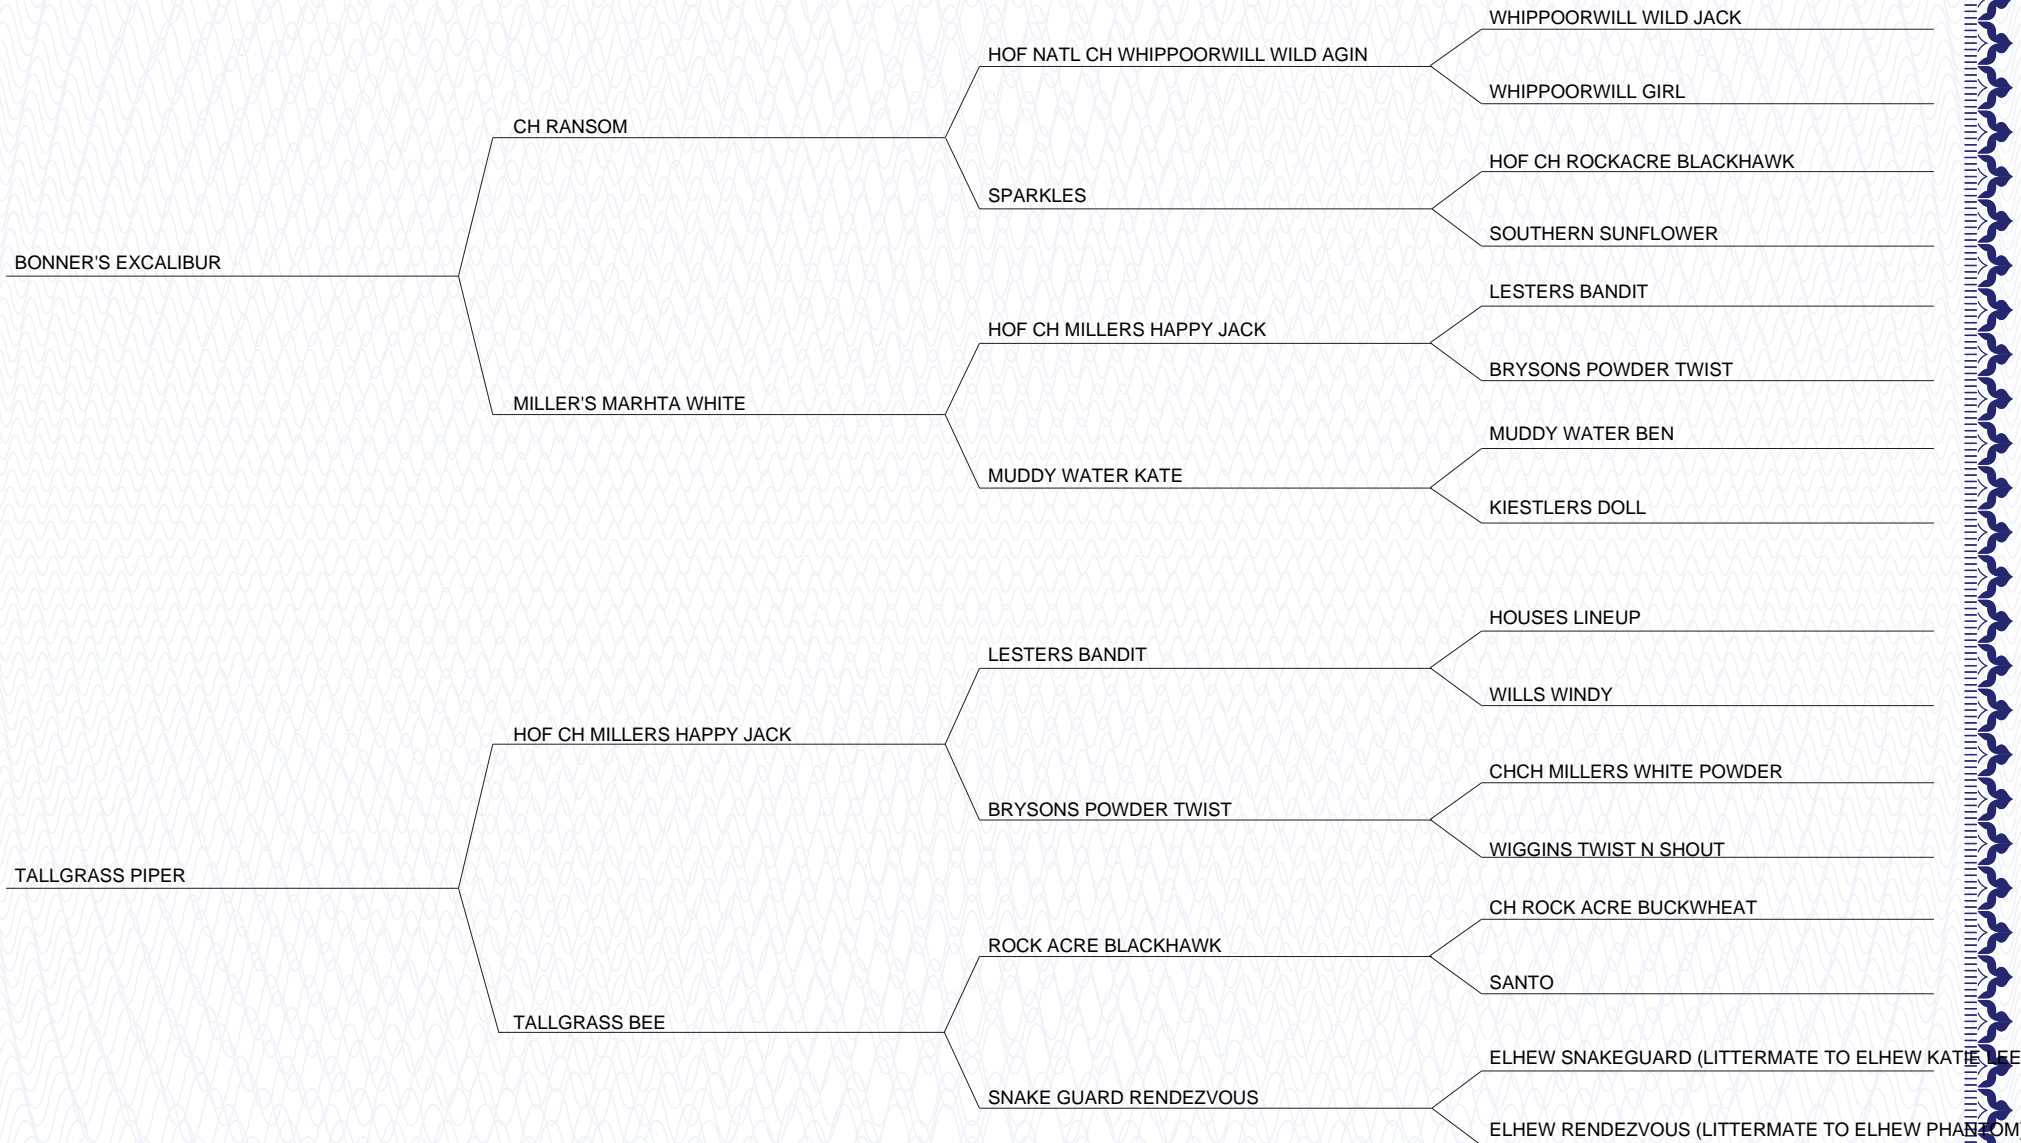 WHIPPOORWILL WILD JACK
HOF NATL CH WHIPPOORWILL WILD AGIN
WHIPPOORWILL GIRL
CH RANSOM
HOF CH ROCKACRE BLACKHAWK
SPARKLES
SOUTHERN SUNFLOWER
BONNER'S EXCALIBUR
LESTERS BANDIT
HOF CH MILLERS HAPPY JACK
BRYSONS POWDER TWIST
MILLER'S MARHTA WHITE
MUDDY WATER BEN
MUDDY WATER KATE
KIESTLERS DOLL
HOUSES LINEUP
LESTERS BANDIT
WILLS WINDY
HOF CH MILLERS HAPPY JACK
CHCH MILLERS WHITE POWDER
BRYSONS POWDER TWIST
WIGGINS TWIST N SHOUT
TALLGRASS PIPER
CH ROCK ACRE BUCKWHEAT
ROCK ACRE BLACKHAWK
SANTO
TALLGRASS BEE
ELHEW SNAKEGUARD (LITTERMATE TO ELHEW KATIE LEE
SNAKE GUARD RENDEZVOUS
ELHEW RENDEZVOUS (LITTERMATE TO ELHEW PHANTOM)